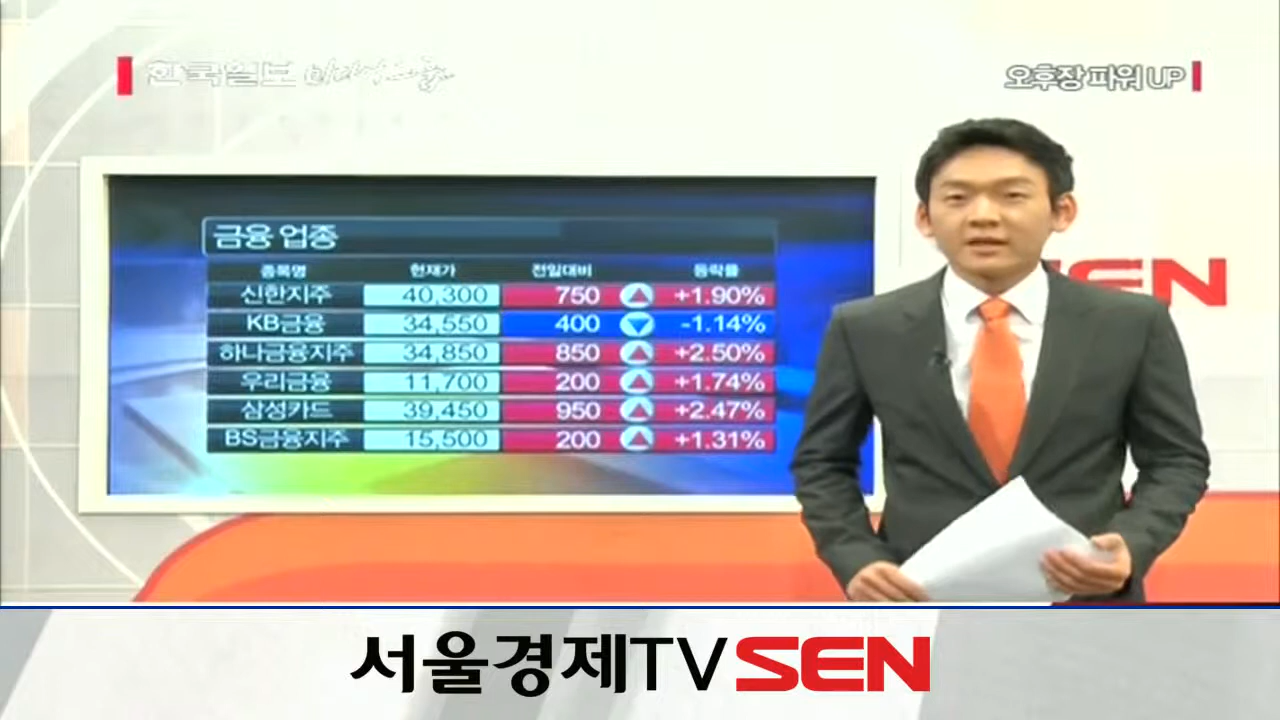 한국일보
오후장 파워 UP
금융 업종
종목명 현재가 전일대비 등락률
신한지주 40,300 750 ▲ +1.90%
KB금융 34,550 400 ▼ -1.14%
하나금융지주 34,850 850 ▲ +2.50%
우리금융 11,700 200 ▲ +1.74%
삼성카드 39,450 950 ▲ +2.47%
BS금융지주 15,500 200 ▲ +1.31%
SEN
서울경제TV SEN